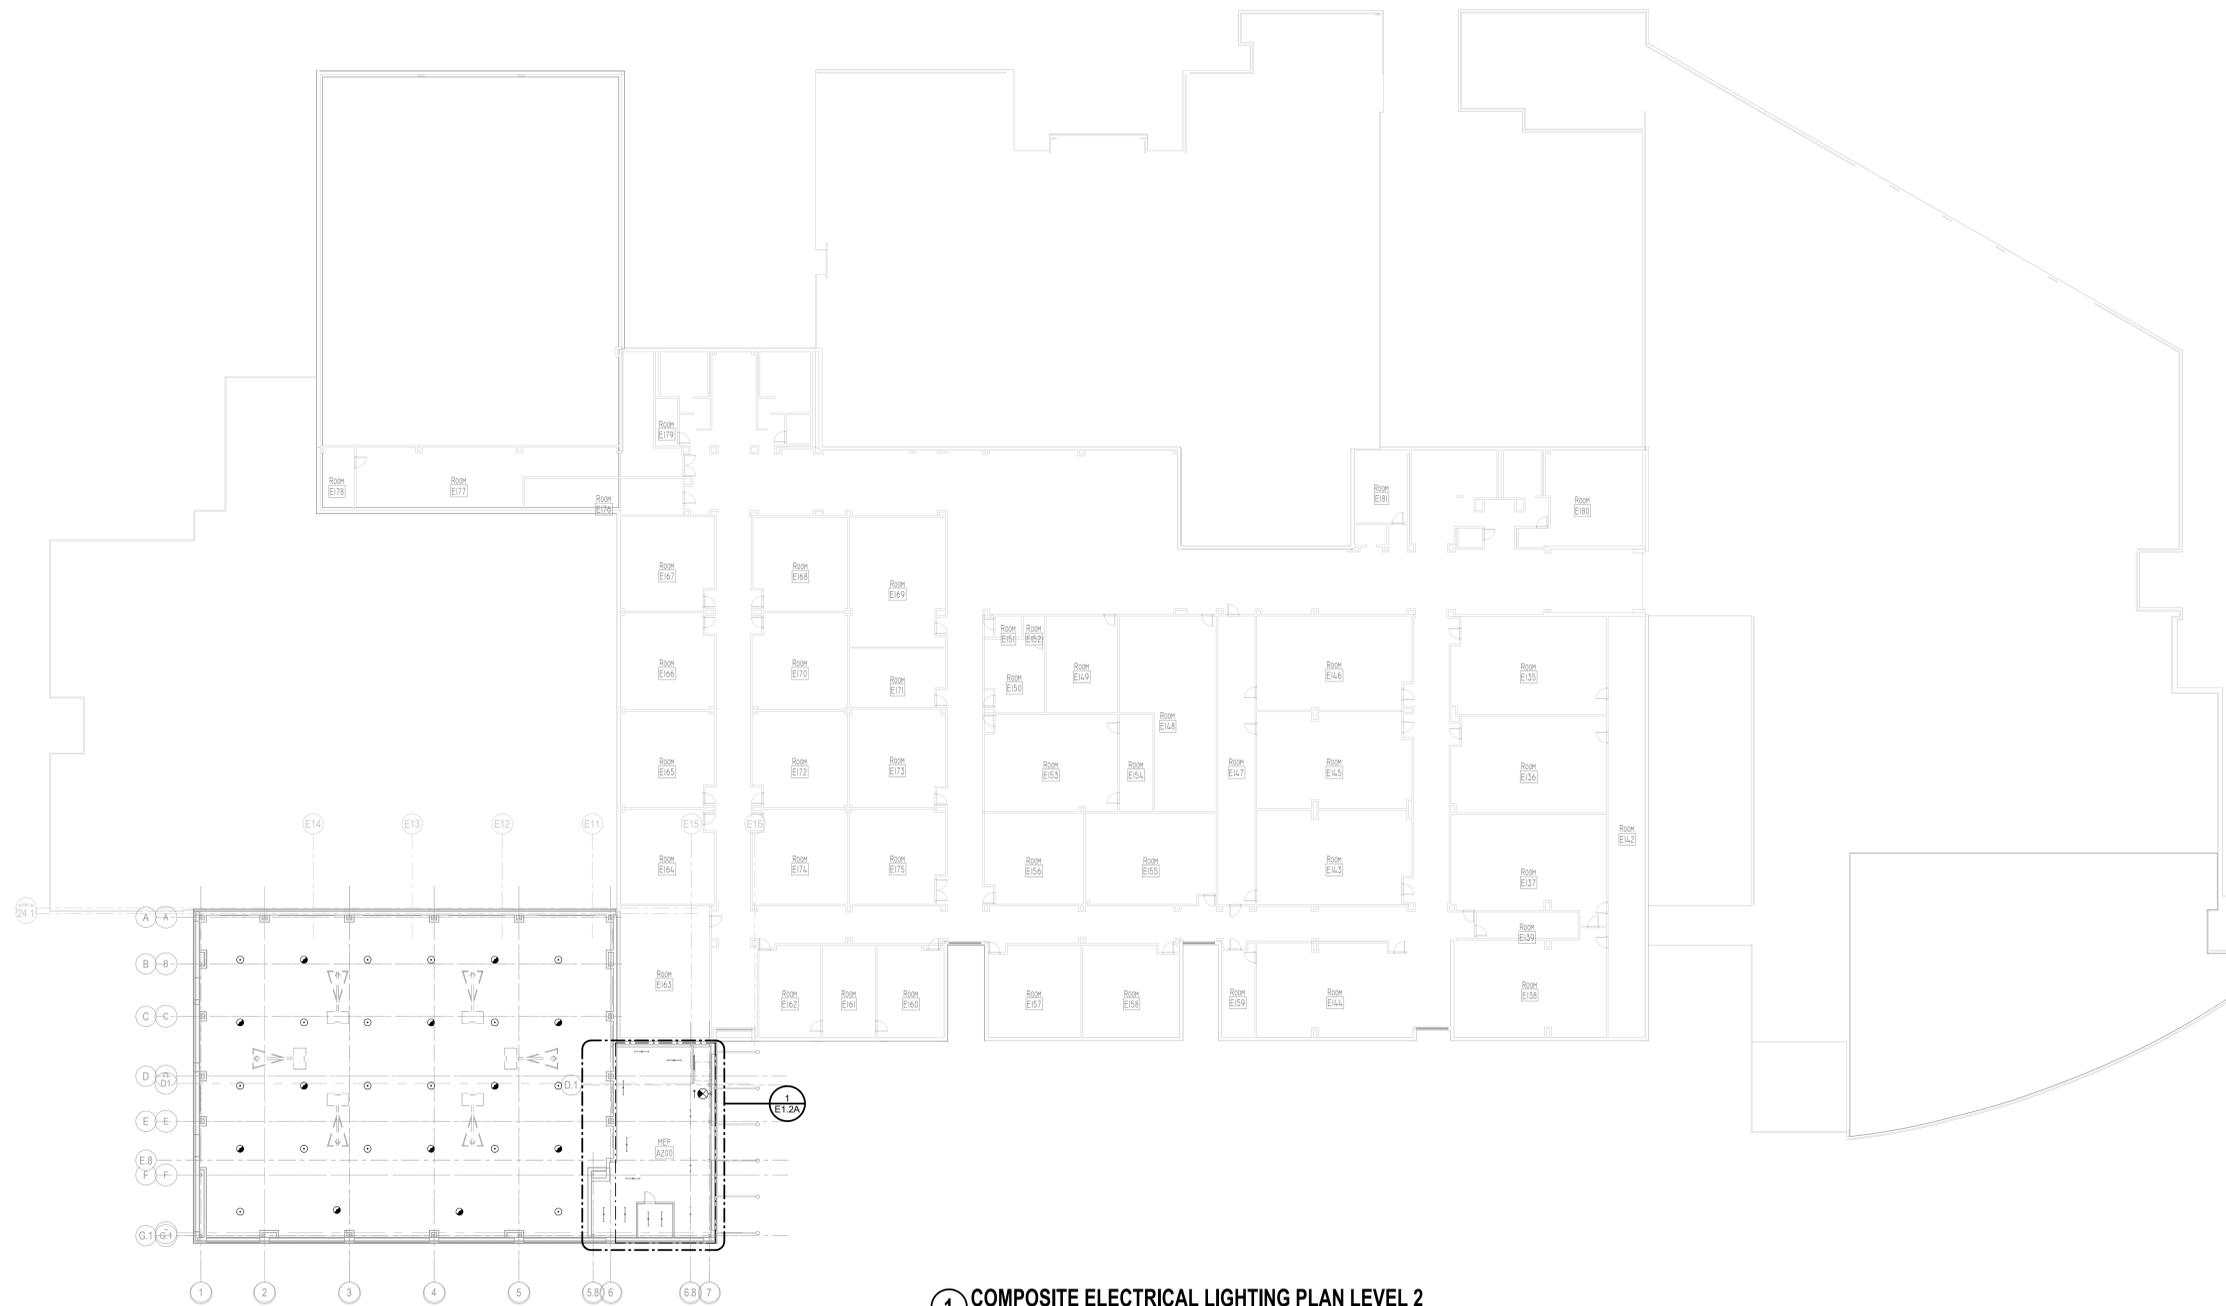 ROOM
E179
ROOM
E178
ROOM
E177
ROOM
E176
ROOM
E181
ROOM
E180
ROOM
E167
ROOM
E168
ROOM
E169
ROOM
E151
ROOM
E152
ROOM
E166
ROOM
E170
ROOM
E171
ROOM
E150
ROOM
E149
ROOM
E146
ROOM
E135
ROOM
E148
ROOM
E165
ROOM
E172
ROOM
E173
ROOM
E153
ROOM
E154
ROOM
E147
ROOM
E145
ROOM
E136
E14
E13
E12
E11
E15
E16
ROOM
E142
ROOM
E164
ROOM
E174
ROOM
E175
ROOM
E156
ROOM
E155
ROOM
E143
ROOM
E137
24.1
A
A
ROOM
E139
B
B
ROOM
E163
ROOM
E162
ROOM
E161
ROOM
E160
ROOM
E157
ROOM
E158
ROOM
E159
ROOM
E144
ROOM
E138
C
C
D
D
D1
D.1
1
E1.2A
E
E
MEP
A200
E.8
F
F
G.1
G.1
1
2
3
4
5
5.8
6
6.8
7
1
COMPOSITE ELECTRICAL LIGHTING PLAN LEVEL 2